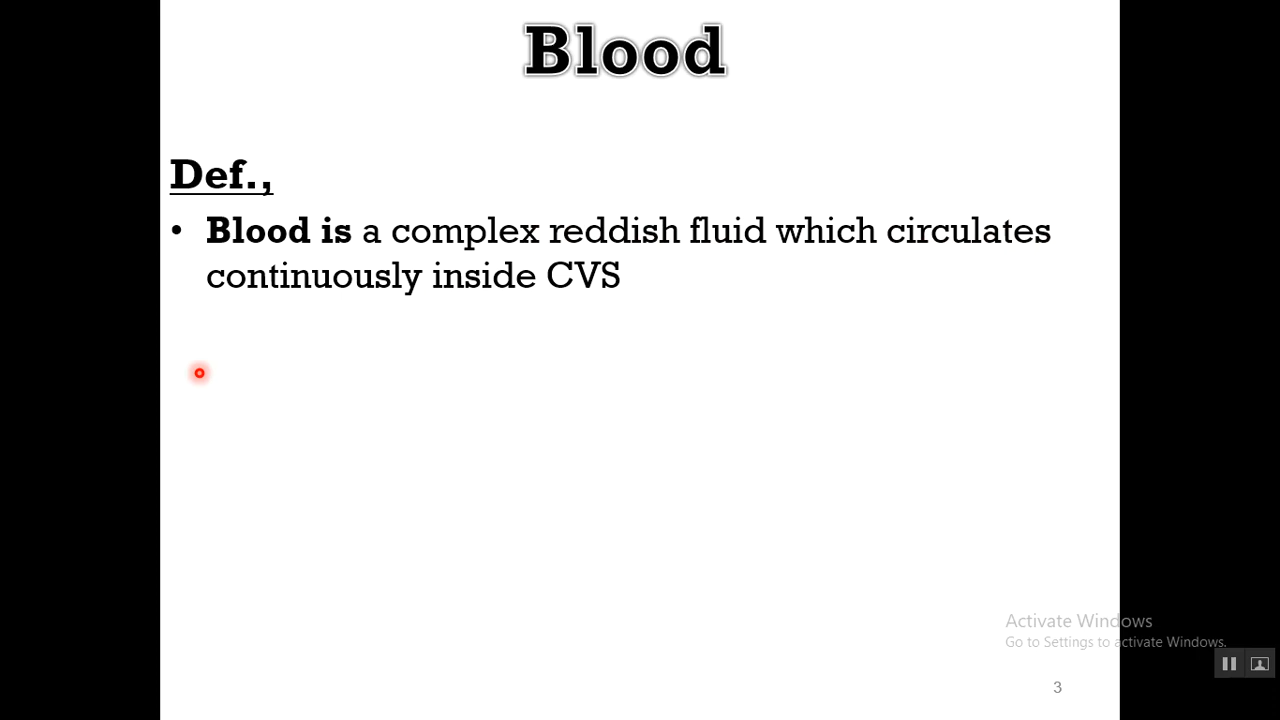 Blood
Def.,
• Blood is a complex reddish fluid which circulates
continuously inside CVS
Activate Windows
Go to Settings to activate Windows.
3